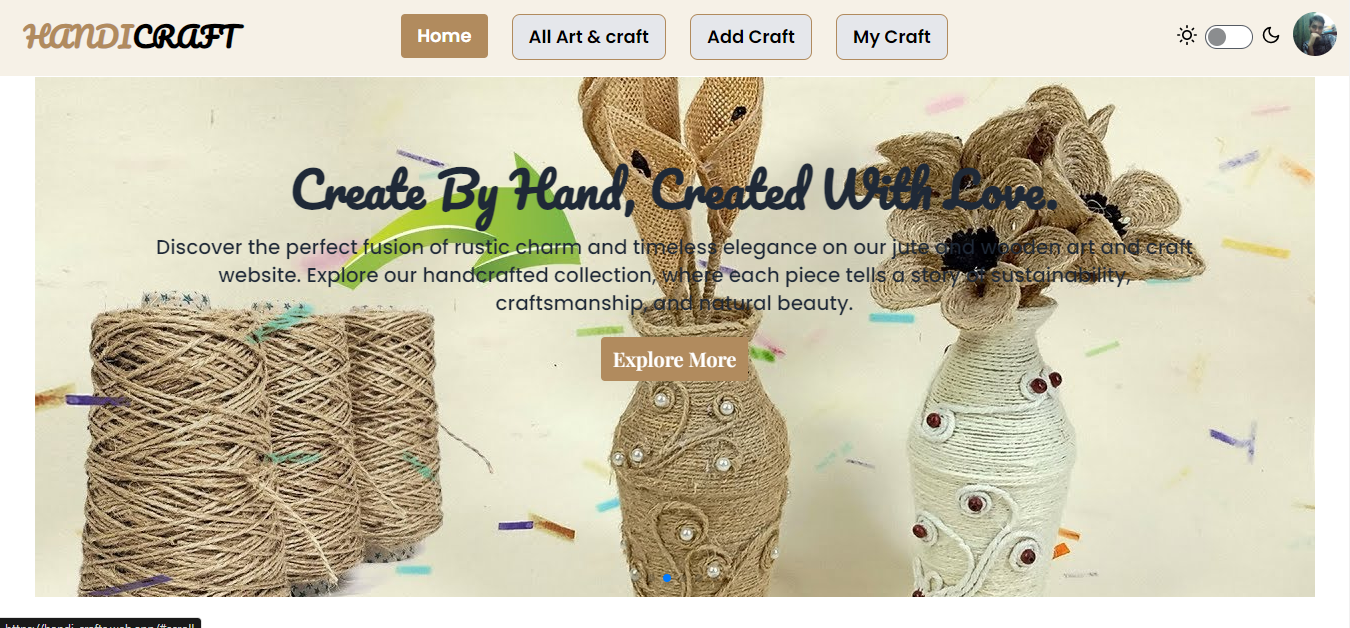 HANDICRAFT
Home
All Art & craft
Add Craft
My Craft
Create By Hand, Created With Love.
Discover the perfect fusion of rustic charm and timeless elegance on our jute and wooden art and craft
website. Explore our handcrafted collection, where each piece tells a story of sustainability,
craftsmanship, and natural beauty.
Explore More